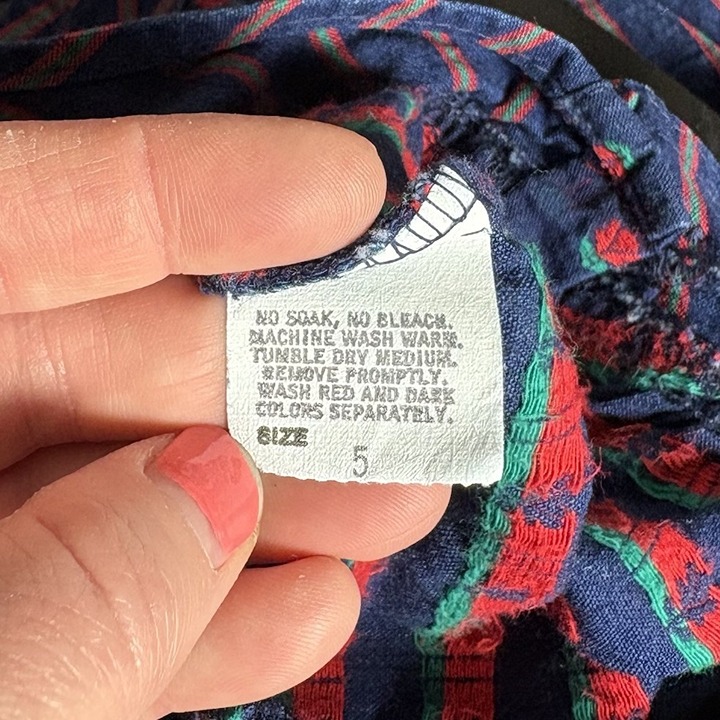 NO SOAK, NO BLEACH.
MACHINE WASH WARM.
TUMBLE DRY MEDIUM.
REMOVE PROMPTLY.
WASH RED AND DARK
COLORS SEPARATELY.
SIZE
5